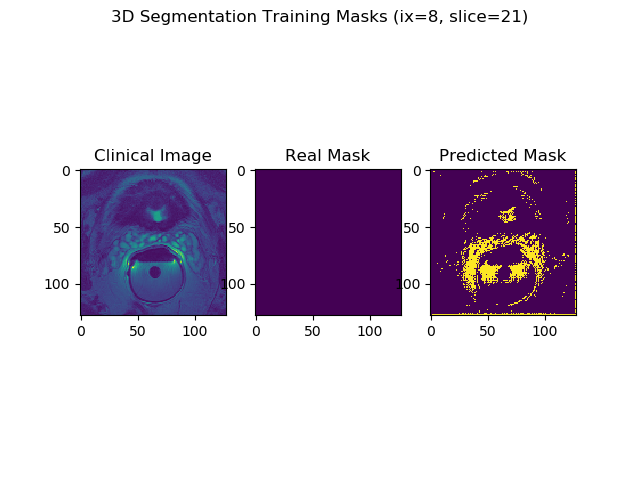 3D Segmentation Training Masks (ix=8, slice=21)
Clinical Image Real Mask Predicted Mask
0 0 0
50 50 50
100 100 100
0 50 100 0 50 100 0 50 100